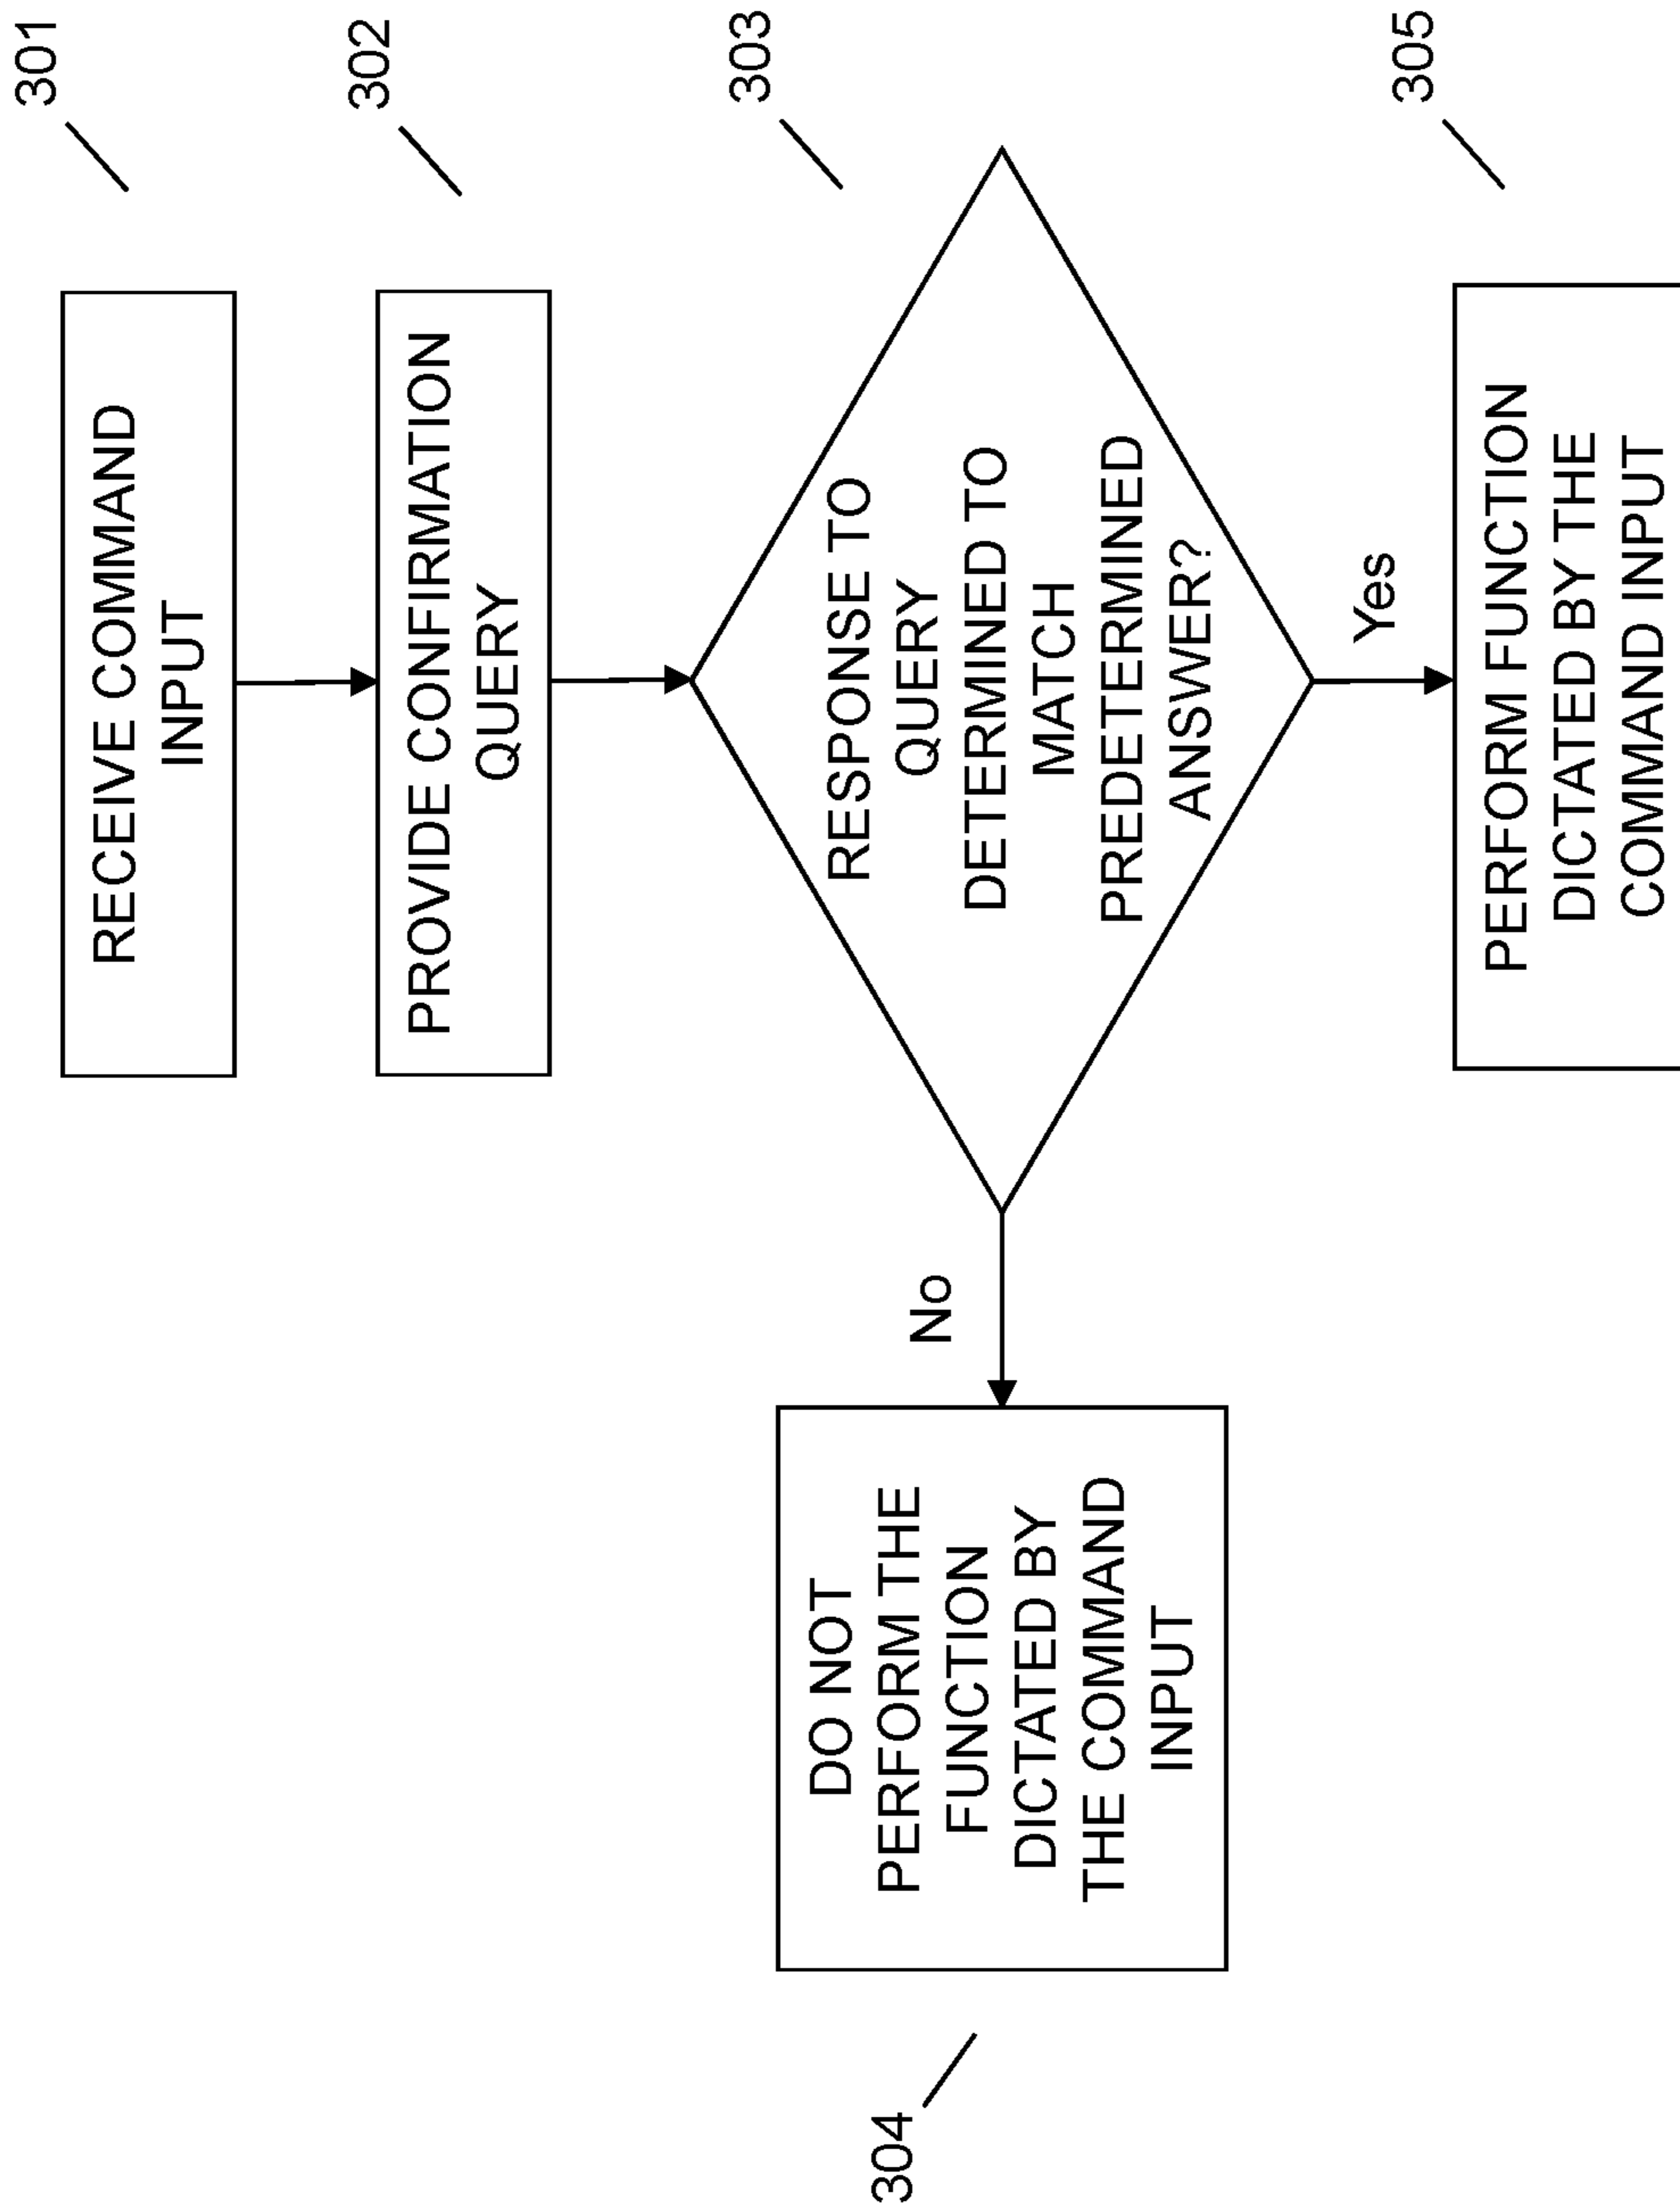 301
RECEIVE COMMAND
INPUT
302
PROVIDE CONFIRMATION
QUERY
303
RESPONSE TO
QUERY
DETERMINED TO
MATCH
PREDETERMINED
ANSWER?
No
304
DO NOT
PERFORM THE
FUNCTION
DICTATED BY
THE COMMAND
INPUT
Yes
305
PERFORM FUNCTION
DICTATED BY THE
COMMAND INPUT